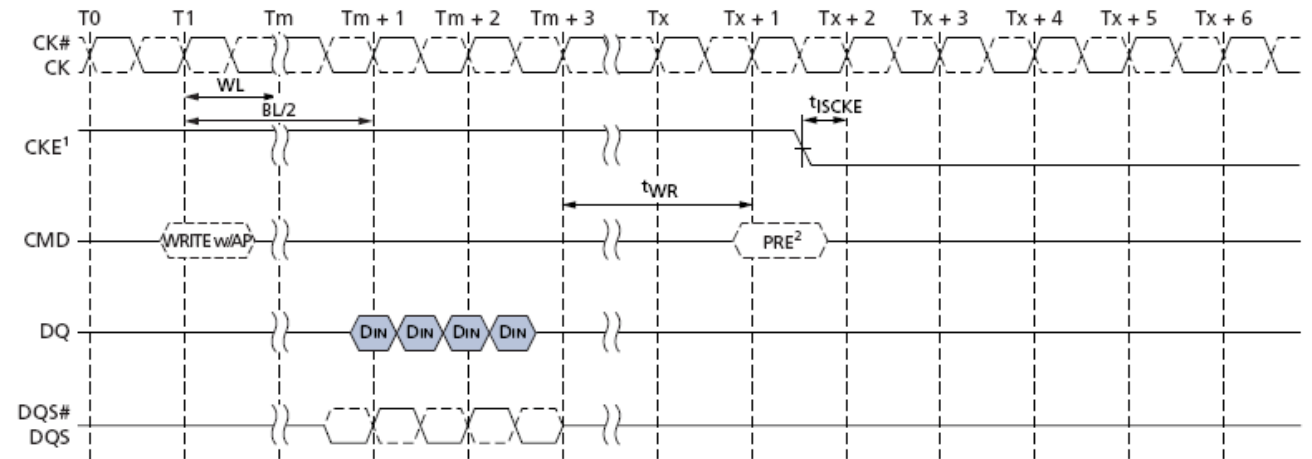 T0 T1 Tm Tm + 1 Tm + 2 Tm + 3 Tx Tx + 1 Tx + 2 Tx + 3 Tx + 4 Tx + 5 Tx + 6
CK#
CK
WL
BL/2
tISCKE
CKE1
tWR
CMD WRITE w/AP PRE2
DQ DIN DIN DIN DIN
DQS#
DQS